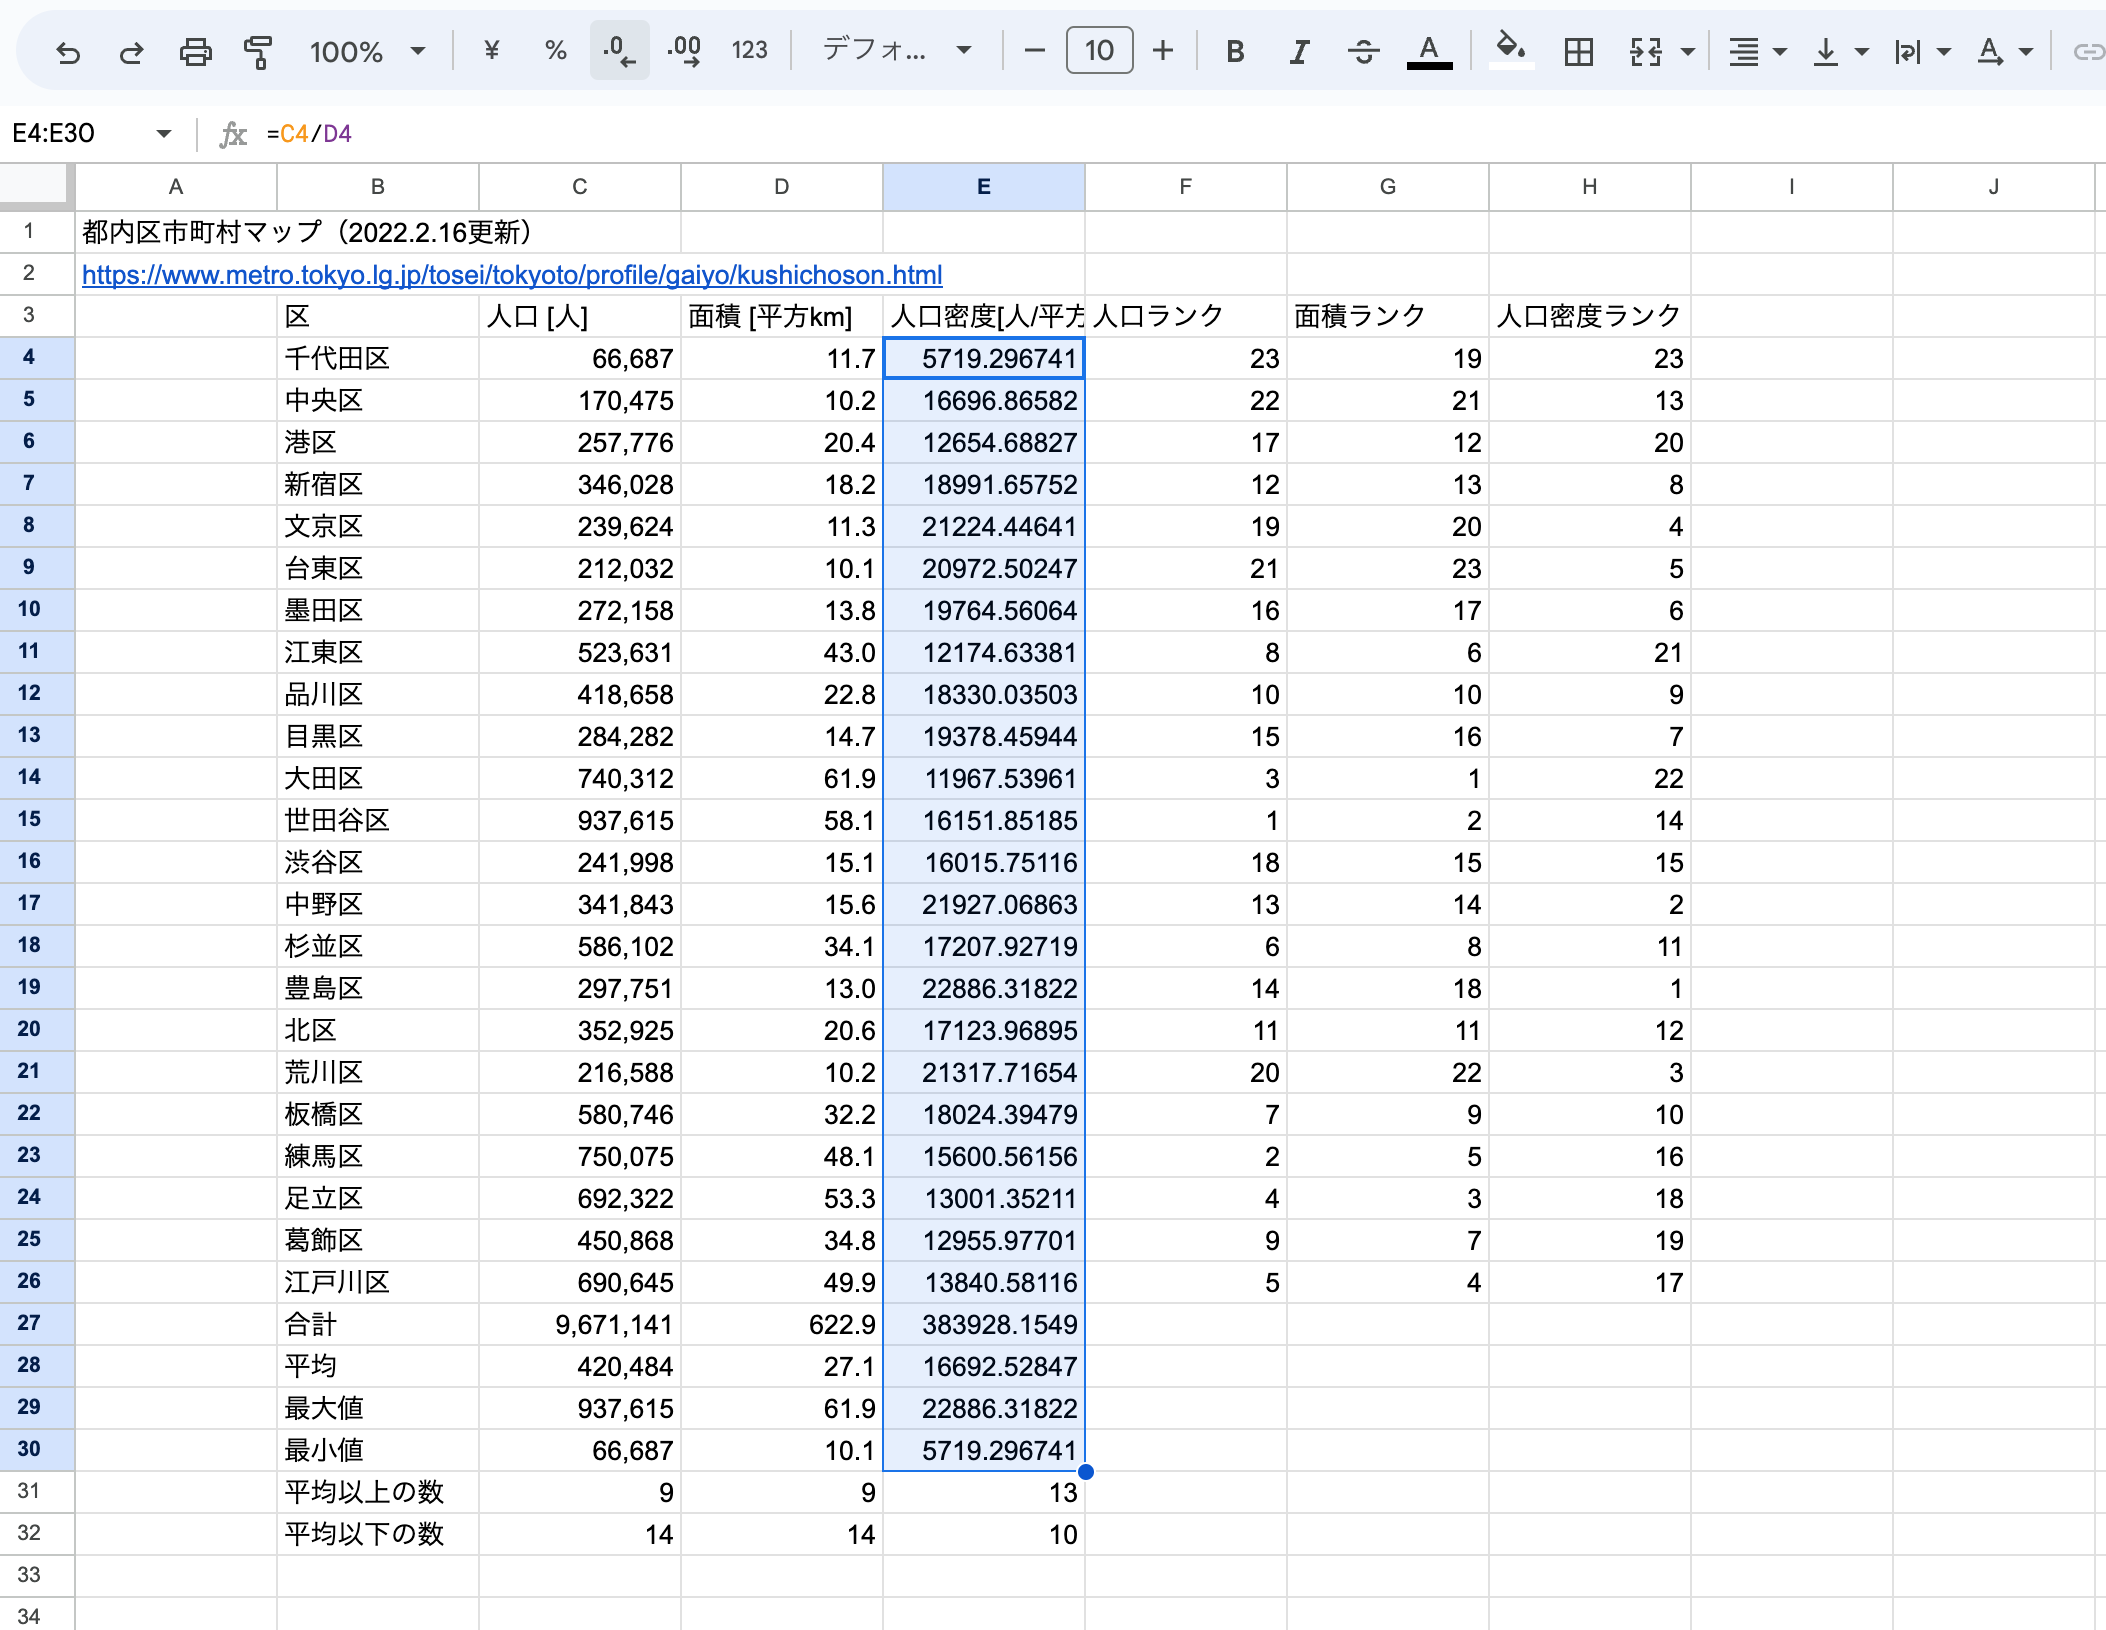 100% ¥ % .0 .00 123 デフォ... 10 B I A A
E4:E30 fx =C4/D4
A B C D E F G H I J
1 都内区市町村マップ（2022.2.16更新）
2 https://www.metro.tokyo.lg.jp/tosei/tokyoto/profile/gaiyo/kushichoson.html
3 区 人口 [人] 面積 [平方km] 人口密度[人/平方 人口ランク 面積ランク 人口密度ランク
4 千代田区 66,687 11.7 5719.296741 23 19 23
5 中央区 170,475 10.2 16696.86582 22 21 13
6 港区 257,776 20.4 12654.68827 17 12 20
7 新宿区 346,028 18.2 18991.65752 12 13 8
8 文京区 239,624 11.3 21224.44641 19 20 4
9 台東区 212,032 10.1 20972.50247 21 23 5
10 墨田区 272,158 13.8 19764.56064 16 17 6
11 江東区 523,631 43.0 12174.63381 8 6 21
12 品川区 418,658 22.8 18330.03503 10 10 9
13 目黒区 284,282 14.7 19378.45944 15 16 7
14 大田区 740,312 61.9 11967.53961 3 1 22
15 世田谷区 937,615 58.1 16151.85185 1 2 14
16 渋谷区 241,998 15.1 16015.75116 18 15 15
17 中野区 341,843 15.6 21927.06863 13 14 2
18 杉並区 586,102 34.1 17207.92719 6 8 11
19 豊島区 297,751 13.0 22886.31822 14 18 1
20 北区 352,925 20.6 17123.96895 11 11 12
21 荒川区 216,588 10.2 21317.71654 20 22 3
22 板橋区 580,746 32.2 18024.39479 7 9 10
23 練馬区 750,075 48.1 15600.56156 2 5 16
24 足立区 692,322 53.3 13001.35211 4 3 18
25 葛飾区 450,868 34.8 12955.97701 9 7 19
26 江戸川区 690,645 49.9 13840.58116 5 4 17
27 合計 9,671,141 622.9 383928.1549
28 平均 420,484 27.1 16692.52847
29 最大値 937,615 61.9 22886.31822
30 最小値 66,687 10.1 5719.296741
31 平均以上の数 9 9 13
32 平均以下の数 14 14 10
33
34